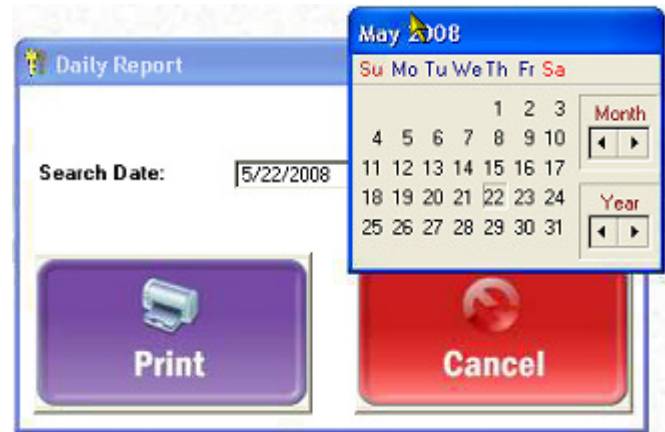 Daily Report
Search Date:
5/22/2008
Print
Cancel
May 2008
Su Mo Tu We Th Fr Sa
1 2 3
4 5 6 7 8 9 10
11 12 13 14 15 16 17
18 19 20 21 22 23 24
25 26 27 28 29 30 31
Month
Year